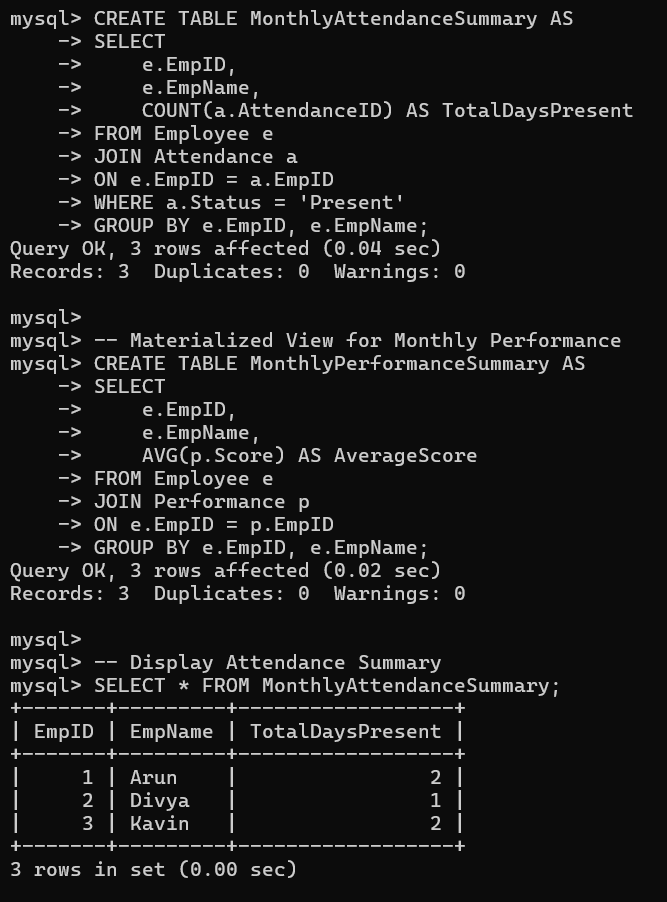 mysql> CREATE TABLE MonthlyAttendanceSummary AS
    -> SELECT
    ->     e.EmpID,
    ->     e.EmpName,
    ->     COUNT(a.AttendanceID) AS TotalDaysPresent
    -> FROM Employee e
    -> JOIN Attendance a
    -> ON e.EmpID = a.EmpID
    -> WHERE a.Status = 'Present'
    -> GROUP BY e.EmpID, e.EmpName;
Query OK, 3 rows affected (0.04 sec)
Records: 3  Duplicates: 0  Warnings: 0

mysql>
mysql> -- Materialized View for Monthly Performance
mysql> CREATE TABLE MonthlyPerformanceSummary AS
    -> SELECT
    ->     e.EmpID,
    ->     e.EmpName,
    ->     AVG(p.Score) AS AverageScore
    -> FROM Employee e
    -> JOIN Performance p
    -> ON e.EmpID = p.EmpID
    -> GROUP BY e.EmpID, e.EmpName;
Query OK, 3 rows affected (0.02 sec)
Records: 3  Duplicates: 0  Warnings: 0

mysql>
mysql> -- Display Attendance Summary
mysql> SELECT * FROM MonthlyAttendanceSummary;
+-------+---------+------------------+
| EmpID | EmpName | TotalDaysPresent |
+-------+---------+------------------+
|     1 | Arun    |                2 |
|     2 | Divya   |                1 |
|     3 | Kavin   |                2 |
+-------+---------+------------------+
3 rows in set (0.00 sec)